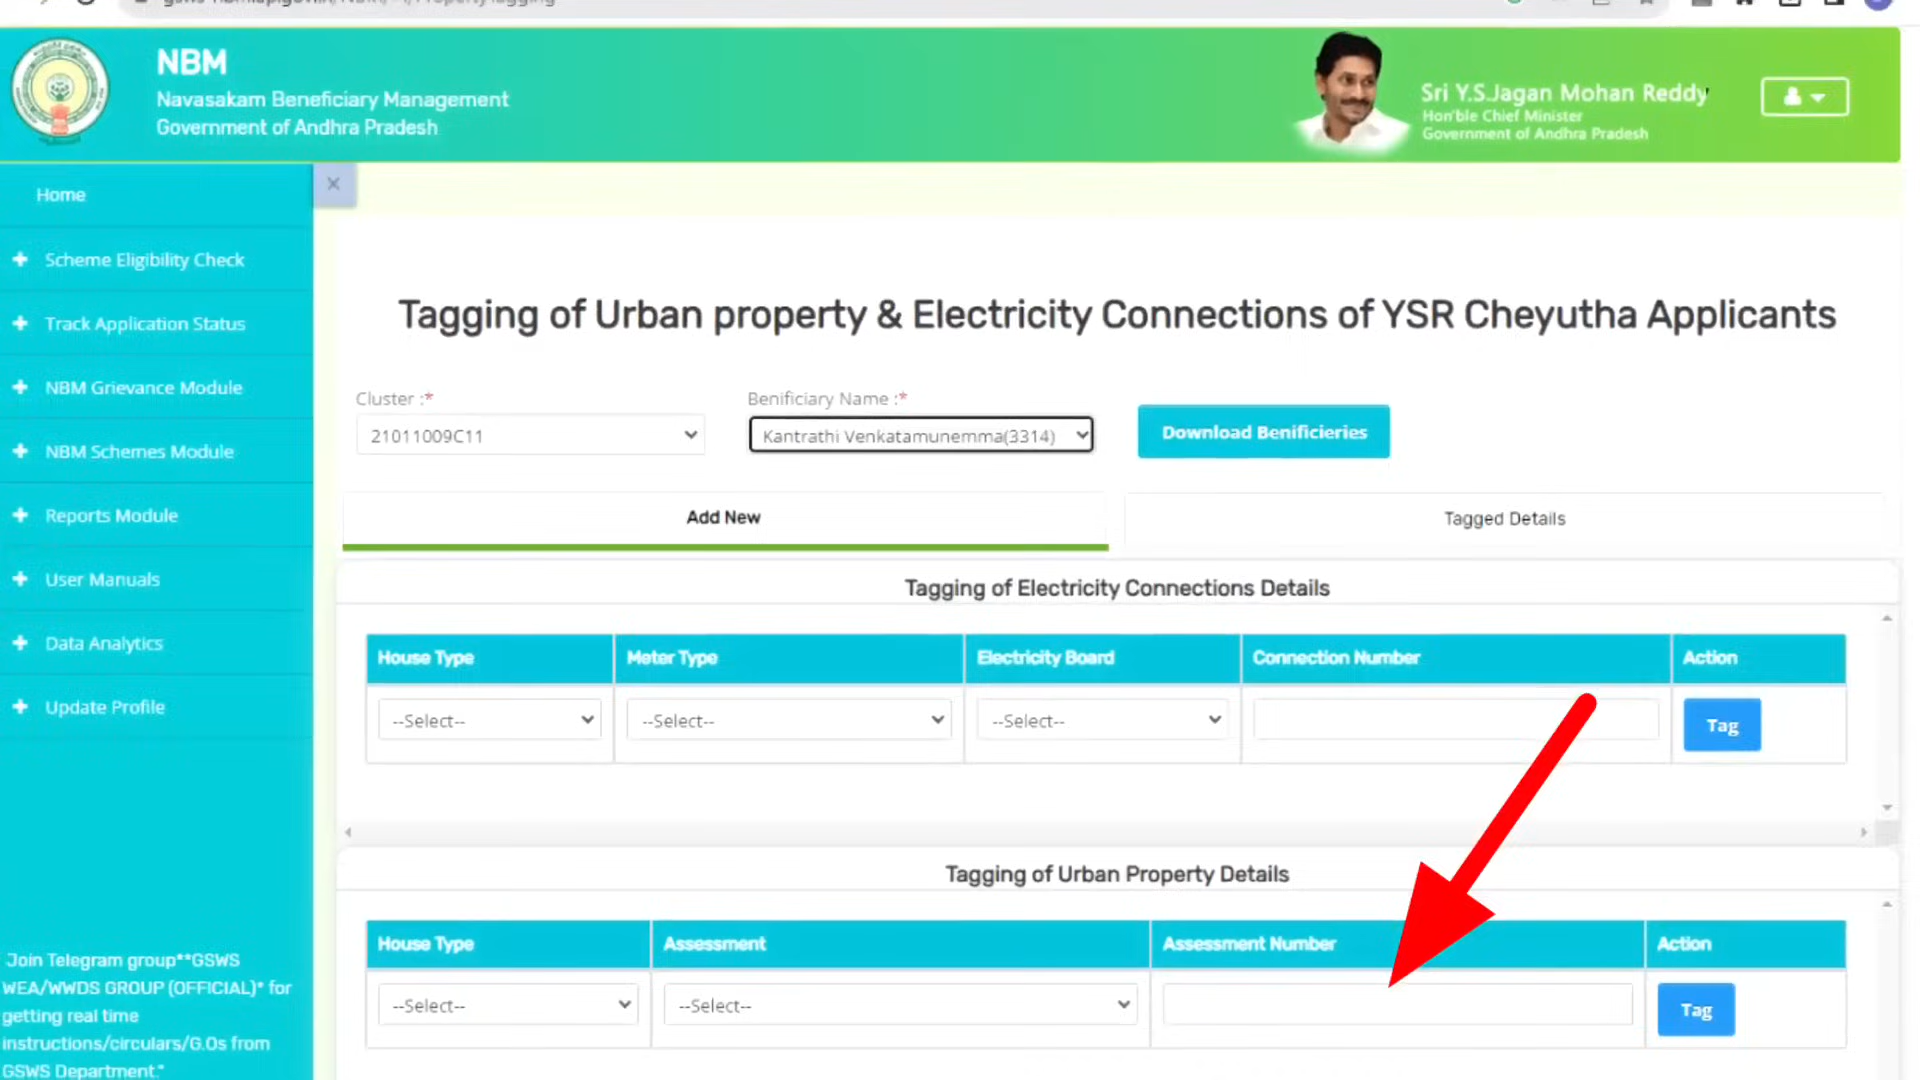 NBM
Navasakam Beneficiary Management
Government of Andhra Pradesh
Sri Y.S.Jagan Mohan Reddy
Hon'ble Chief Minister
Government of Andhra Pradesh
Home
Scheme Eligibility Check
Track Application Status
NBM Grievance Module
NBM Schemes Module
Reports Module
User Manuals
Data Analytics
Update Profile
Join Telegram group**GSWS
WEA/WWDS GROUP (OFFICIAL)* for
getting real time
instructions/circulars/G.Os from
GSWS Department."
Tagging of Urban property & Electricity Connections of YSR Cheyutha Applicants
Cluster :*
Benificiary Name :*
21011009C11
Kantrathi Venkatamunemma(3314)
Download Benificieries
Add New
Tagged Details
Tagging of Electricity Connections Details
House Type Meter Type Electricity Board Connection Number Action
--Select-- --Select-- --Select-- Tag
Tagging of Urban Property Details
House Type Assessment Assessment Number Action
--Select-- --Select-- Tag